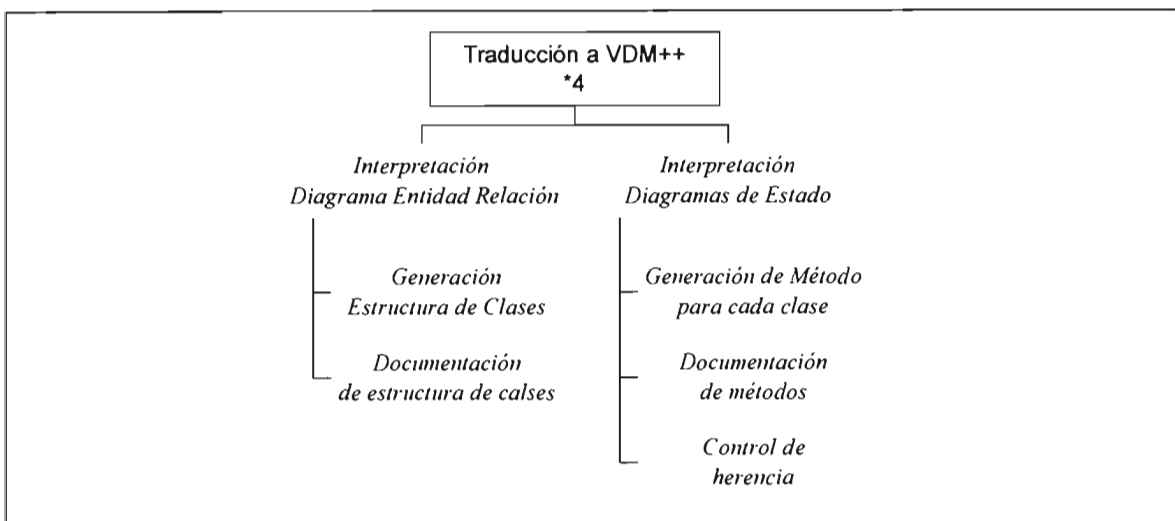 Traducción a VDM++
*4
Interpretación
Diagrama Entidad Relación
Generación
Estructura de Clases
Documentación
de estructura de calses
Interpretación
Diagramas de Estado
Generación de Método
para cada clase
Documentación
de métodos
Control de
herencia